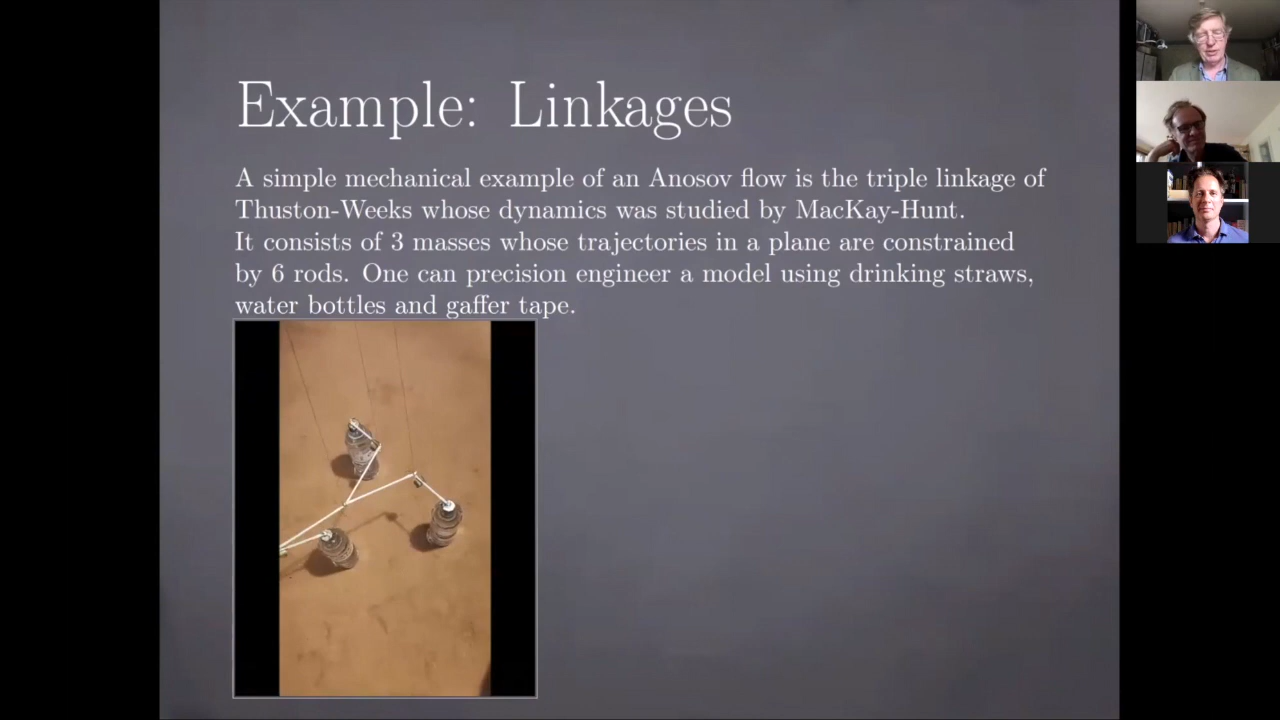 Example: Linkages
A simple mechanical example of an Anosov flow is the triple linkage of
Thuston-Weeks whose dynamics was studied by MacKay-Hunt.
It consists of 3 masses whose trajectories in a plane are constrained
by 6 rods. One can precision engineer a model using drinking straws,
water bottles and gaffer tape.